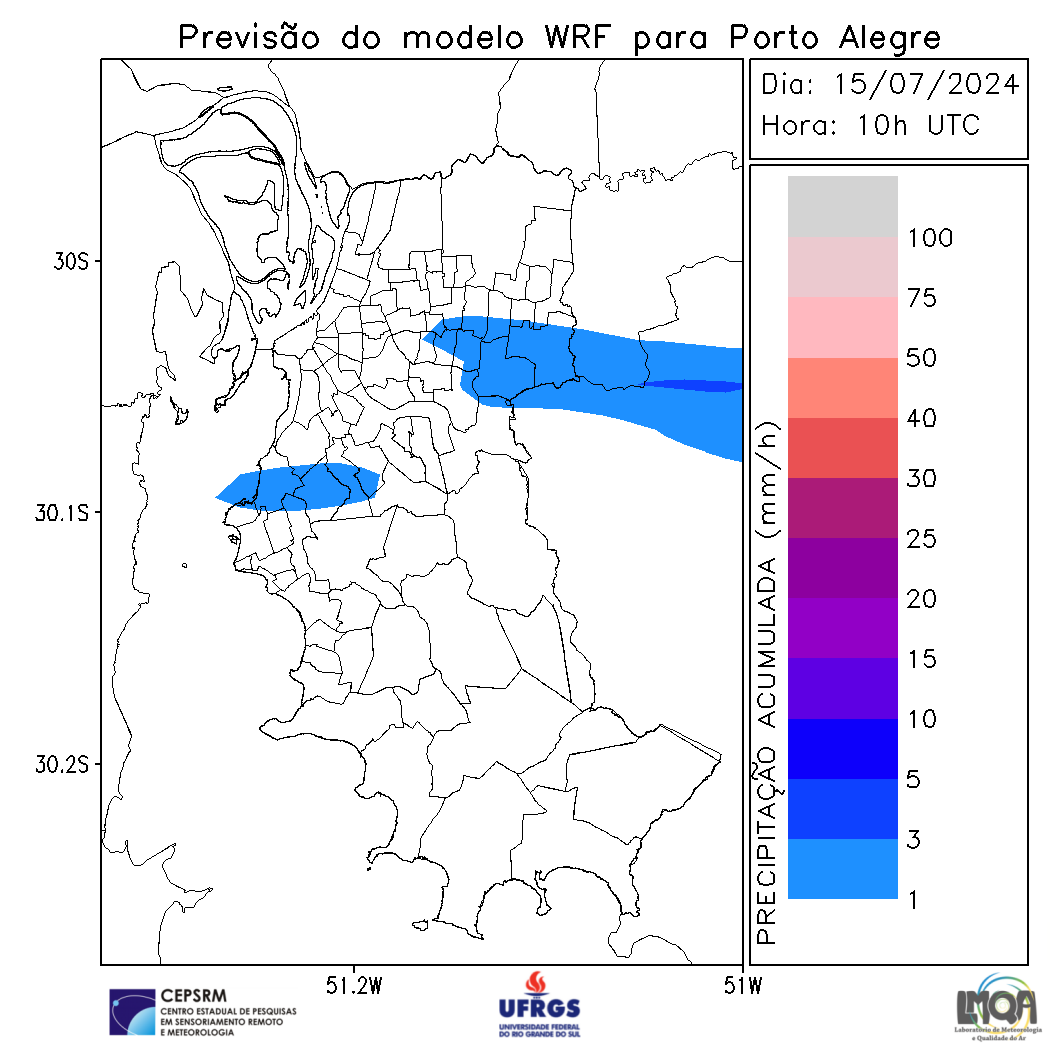 Previsão do modelo WRF para Porto Alegre
Dia: 15/07/2024
Hora: 10h UTC
30S
30.1S
30.2S
51.2W
51W
PRECIPITAÇÃO ACUMULADA (mm/h)
100
75
50
40
30
25
20
15
10
5
3
1
CEPSRM
CENTRO ESTADUAL DE PESQUISAS
EM SENSORIAMENTO REMOTO
E METEOROLOGIA
UFRGS
UNIVERSIDADE FEDERAL
DO RIO GRANDE DO SUL
LMQA
Laboratório de Meteorologia
e Qualidade do Ar